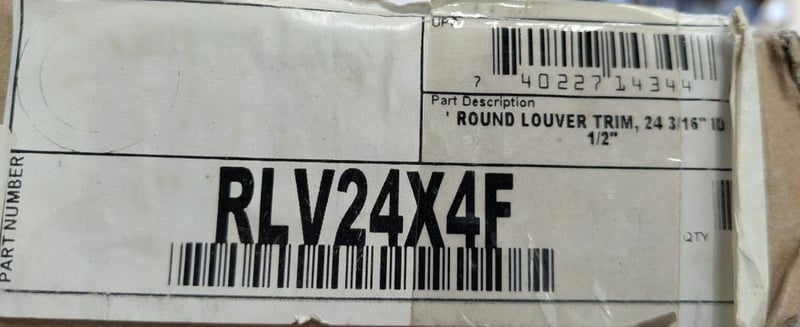 UPC
7 40227 14344
Part Description
' ROUND LOUVER TRIM, 24 3/16" ID
1/2"
PART NUMBER
RLV24X4F
QTY